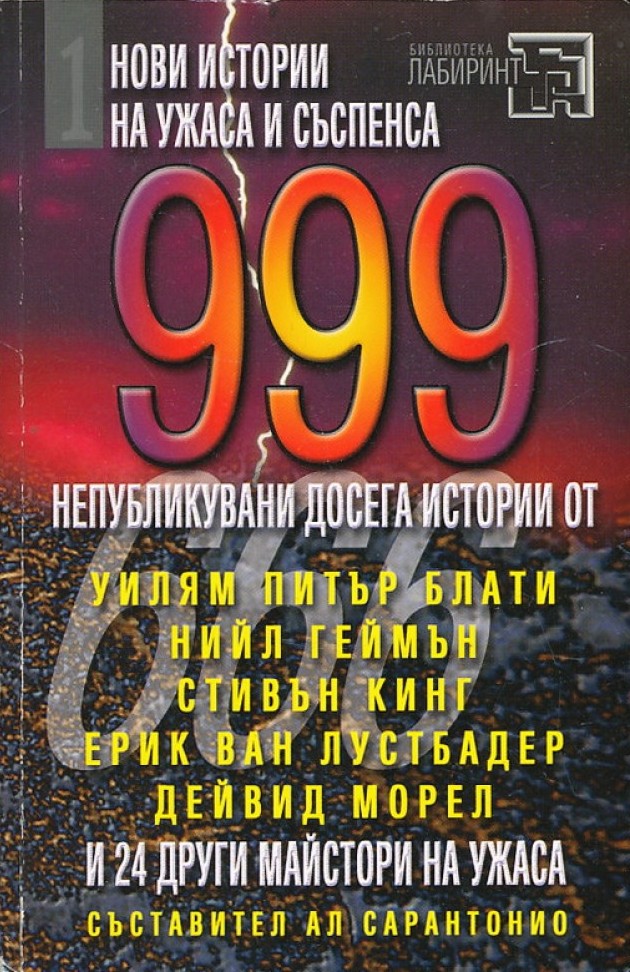 1
НОВИ ИСТОРИИ
НА УЖАСА И СЪСПЕНСА
БИБЛИОТЕКА
ЛАБИРИНТ
999
666
НЕПУБЛИКУВАНИ ДОСЕГА ИСТОРИИ ОТ
УИЛЯМ ПИТЪР БЛАТИ
НИЙЛ ГЕЙМЪН
СТИВЪН КИНГ
ЕРИК ВАН ЛУСТБАДЕР
ДЕЙВИД МОРЕЛ
И 24 ДРУГИ МАЙСТОРИ НА УЖАСА
СЪСТАВИТЕЛ АЛ САРАНТОНИО